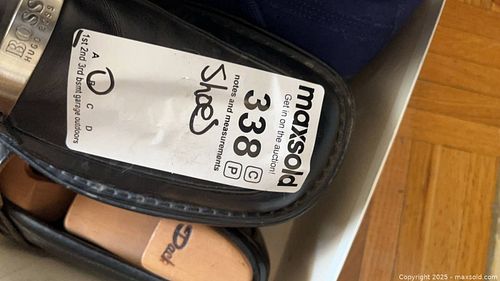 BOSS
HUGO BOSS
maxsold
Get in on the auction!
338
C
P
notes and measurements
Shoes
A B C D
1st 2nd 3rd bsmt garage outdoors
Dack
Copyright © 2025 - maxsold.com